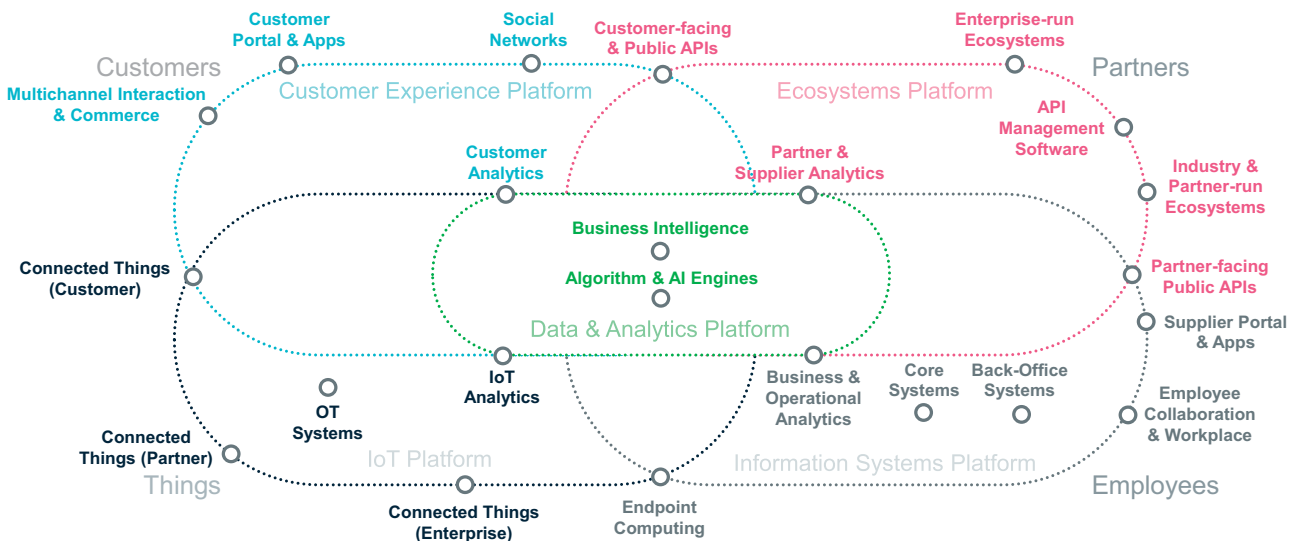 Customer
Portal & Apps
Social
Networks
Customer-facing
& Public APIs
Enterprise-run
Ecosystems
Customers
Partners
Multichannel Interaction
& Commerce
Customer Experience Platform
Ecosystems Platform
API
Management
Software
Customer
Analytics
Partner &
Supplier Analytics
Industry &
Partner-run
Ecosystems
Business Intelligence
Connected Things
(Customer)
Algorithm & AI Engines
Partner-facing
Public APIs
Data & Analytics Platform
Supplier Portal
& Apps
IoT
Analytics
Business &
Operational
Analytics
Core
Systems
Back-Office
Systems
OT
Systems
Employee
Collaboration
& Workplace
Connected
Things (Partner)
IoT Platform
Information Systems Platform
Things
Employees
Connected Things
(Enterprise)
Endpoint
Computing